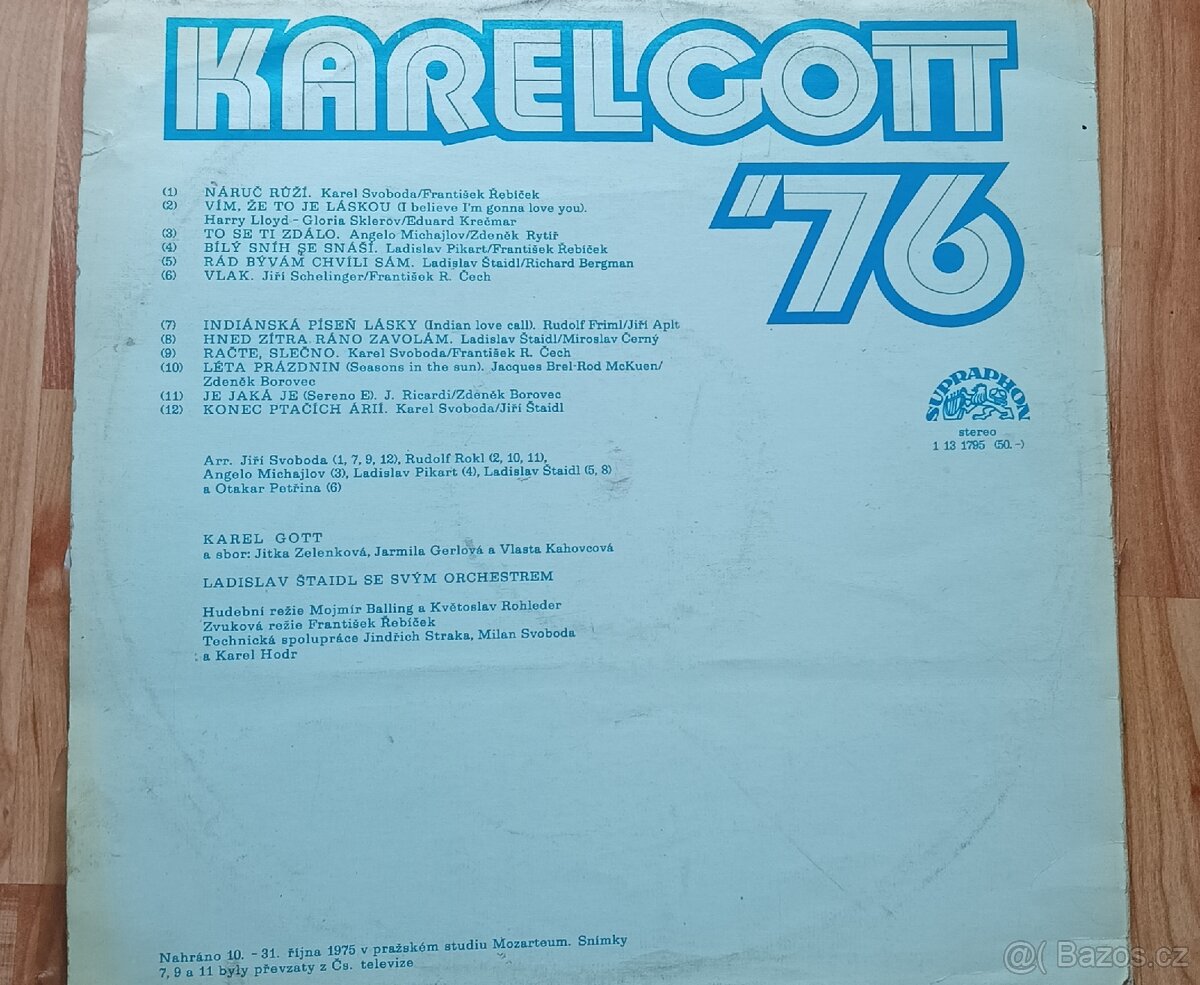 KAREL GOTT
'76
(1) NÁRUČ RŮŽÍ. Karel Svoboda/František Řebíček
(2) VÍM, ŽE TO JE LÁSKOU (I believe I'm gonna love you).
Harry Lloyd - Gloria Sklerov/Eduard Krečmar
(3) TO SE TI ZDÁLO. Angelo Michajlov/Zdeněk Rytíř
(4) BÍLÝ SNÍH SE SNÁŠÍ. Ladislav Pikart/František Řebíček
(5) RÁD BÝVÁM CHVÍLI SÁM. Ladislav Štaidl/Richard Bergman
(6) VLAK. Jiří Schelinger/František R. Čech
(7) INDIÁNSKÁ PÍSEŇ LÁSKY (Indian love call). Rudolf Friml/Jiří Aplt
(8) HNED ZÍTRA RÁNO ZAVOLÁM. Ladislav Štaidl/Miroslav Černý
(9) RAČTE, SLEČNO. Karel Svoboda/František R. Čech
(10) LÉTA PRÁZDNIN (Seasons in the sun). Jacques Brel-Rod McKuen/
Zdeněk Borovec
(11) JE JAKÁ JE (Sereno E). J. Ricardi/Zdeněk Borovec
(12) KONEC PTAČÍCH ÁRIÍ. Karel Svoboda/Jiří Štaidl
SUPRAPHON
stereo
1 13 1795 (50.-)
Arr. Jiří Svoboda (1, 7, 9, 12), Rudolf Rokl (2, 10, 11),
Angelo Michajlov (3), Ladislav Pikart (4), Ladislav Štaidl (5, 8)
a Otakar Petřina (6)
KAREL GOTT
a sbor: Jitka Zelenková, Jarmila Gerlová a Vlasta Kahovcová
LADISLAV ŠTAIDL SE SVÝM ORCHESTREM
Hudební režie Mojmír Balling a Květoslav Rohleder
Zvuková režie František Řebíček
Technická spolupráce Jindřich Straka, Milan Svoboda
a Karel Hodr
Nahráno 10. - 31. října 1975 v pražském studiu Mozarteum. Snímky
7, 9 a 11 byly převzaty z Čs. televize
@( Bazos.cz